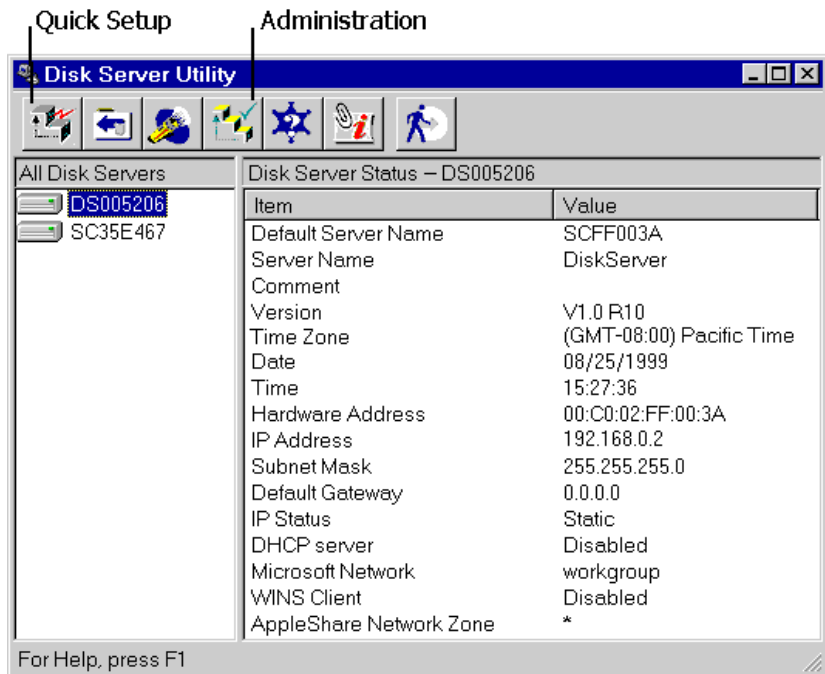 Quick Setup Administration
Disk Server Utility
All Disk Servers
DS005206
SC35E467
Disk Server Status – DS005206
Item Value
Default Server Name SCFF003A
Server Name DiskServer
Comment
Version V1.0 R10
Time Zone (GMT-08:00) Pacific Time
Date 08/25/1999
Time 15:27:36
Hardware Address 00:C0:02:FF:00:3A
IP Address 192.168.0.2
Subnet Mask 255.255.255.0
Default Gateway 0.0.0.0
IP Status Static
DHCP server Disabled
Microsoft Network workgroup
WINS Client Disabled
AppleShare Network Zone *
For Help, press F1